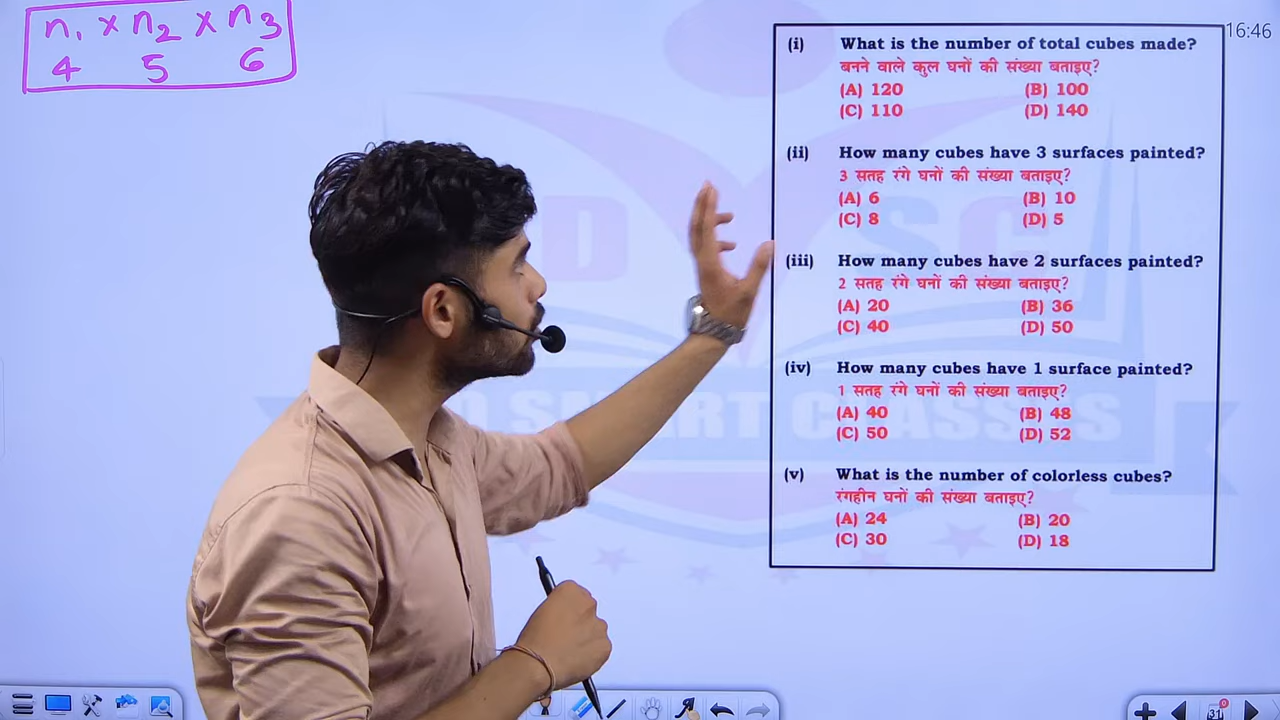 n₁ × n₂ × n₃
4 5 6
16:46
(i) What is the number of total cubes made?
बनने वाले कुल घनों की संख्या बताइए?
(A) 120 (B) 100
(C) 110 (D) 140
(ii) How many cubes have 3 surfaces painted?
3 सतह रंगे घनों की संख्या बताइए?
(A) 6 (B) 10
(C) 8 (D) 5
(iii) How many cubes have 2 surfaces painted?
2 सतह रंगे घनों की संख्या बताइए?
(A) 20 (B) 36
(C) 40 (D) 50
(iv) How many cubes have 1 surface painted?
1 सतह रंगे घनों की संख्या बताइए?
(A) 40 (B) 48
(C) 50 (D) 52
(v) What is the number of colorless cubes?
रंगहीन घनों की संख्या बताइए?
(A) 24 (B) 20
(C) 30 (D) 18
31